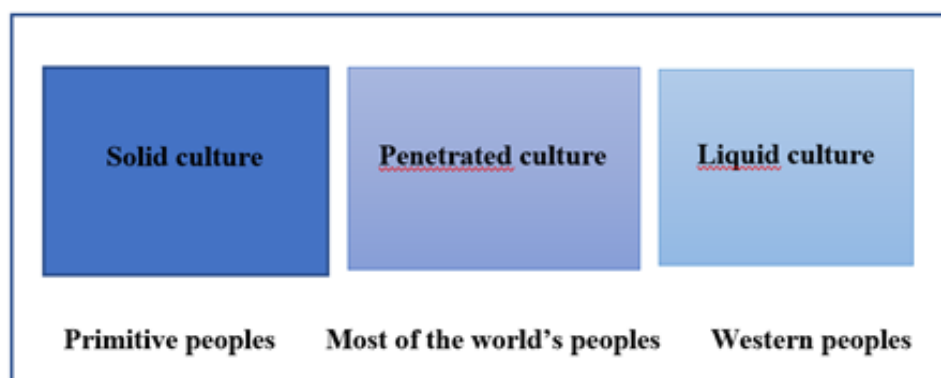 Solid culture
Penetrated culture
Liquid culture
Primitive peoples
Most of the world's peoples
Western peoples